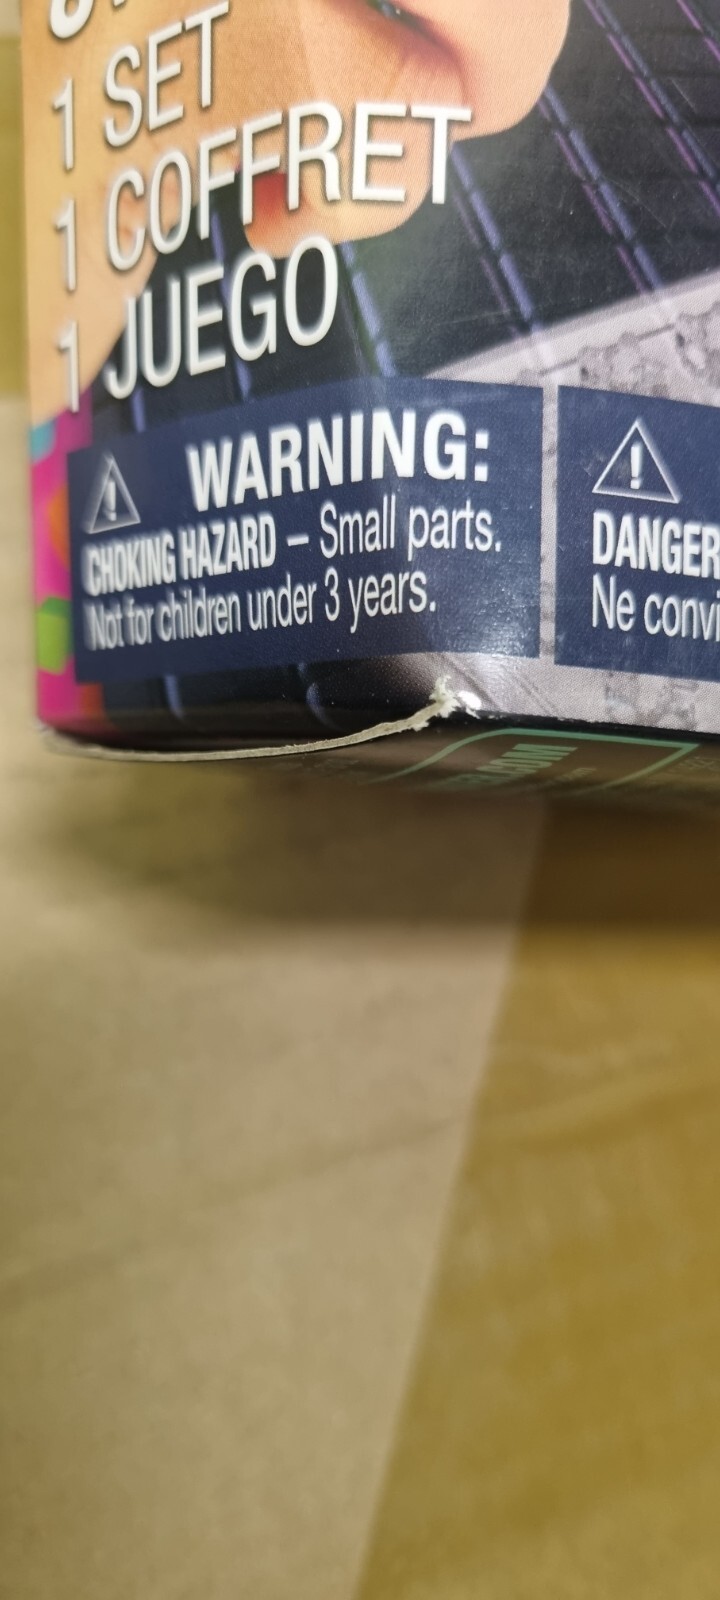 1 SET
1 COFFRET
1 JUEGO
WARNING:
CHOKING HAZARD – Small parts.
Not for children under 3 years.
DANGER
Ne convi
.COM